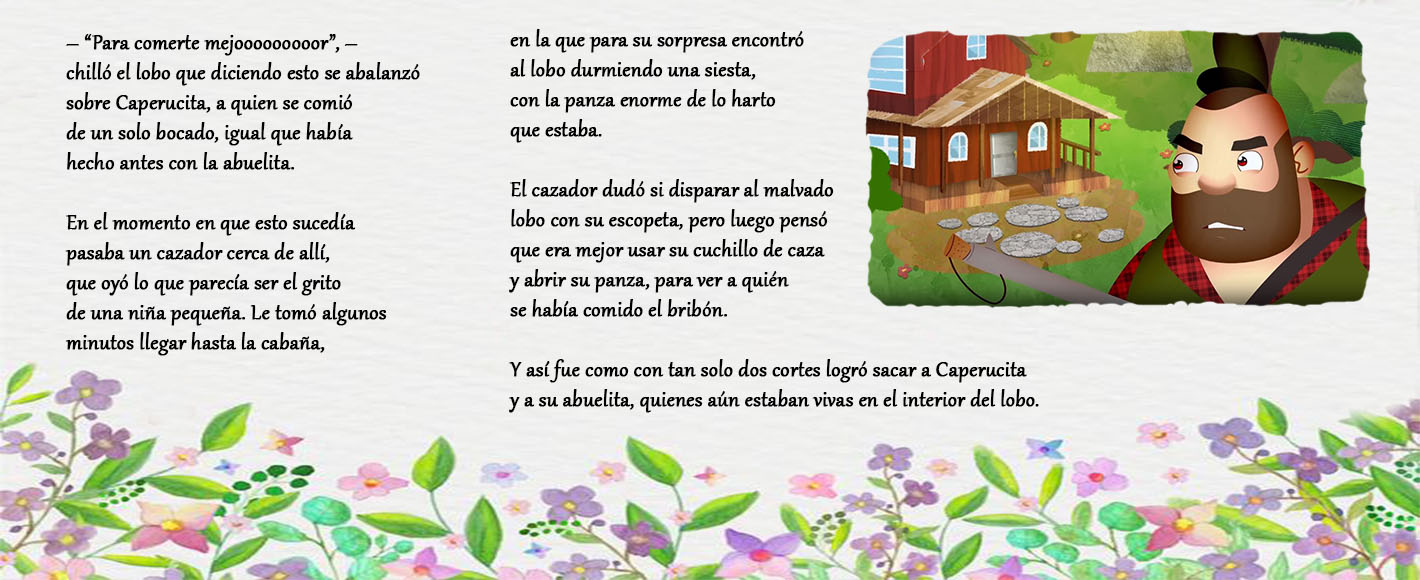 — “Para comerte mejooooooooor”, —
chilló el lobo que diciendo esto se abalanzó
sobre Caperucita, a quien se comió
de un solo bocado, igual que había
hecho antes con la abuelita.
En el momento en que esto sucedía
pasaba un cazador cerca de allí,
que oyó lo que parecía ser el grito
de una niña pequeña. Le tomó algunos
minutos llegar hasta la cabaña,
en la que para su sorpresa encontró
al lobo durmiendo una siesta,
con la panza enorme de lo harto
que estaba.
El cazador dudó si disparar al malvado
lobo con su escopeta, pero luego pensó
que era mejor usar su cuchillo de caza
y abrir su panza, para ver a quién
se había comido el bribón.
Y así fue como con tan solo dos cortes logró sacar a Caperucita
y a su abuelita, quienes aún estaban vivas en el interior del lobo.